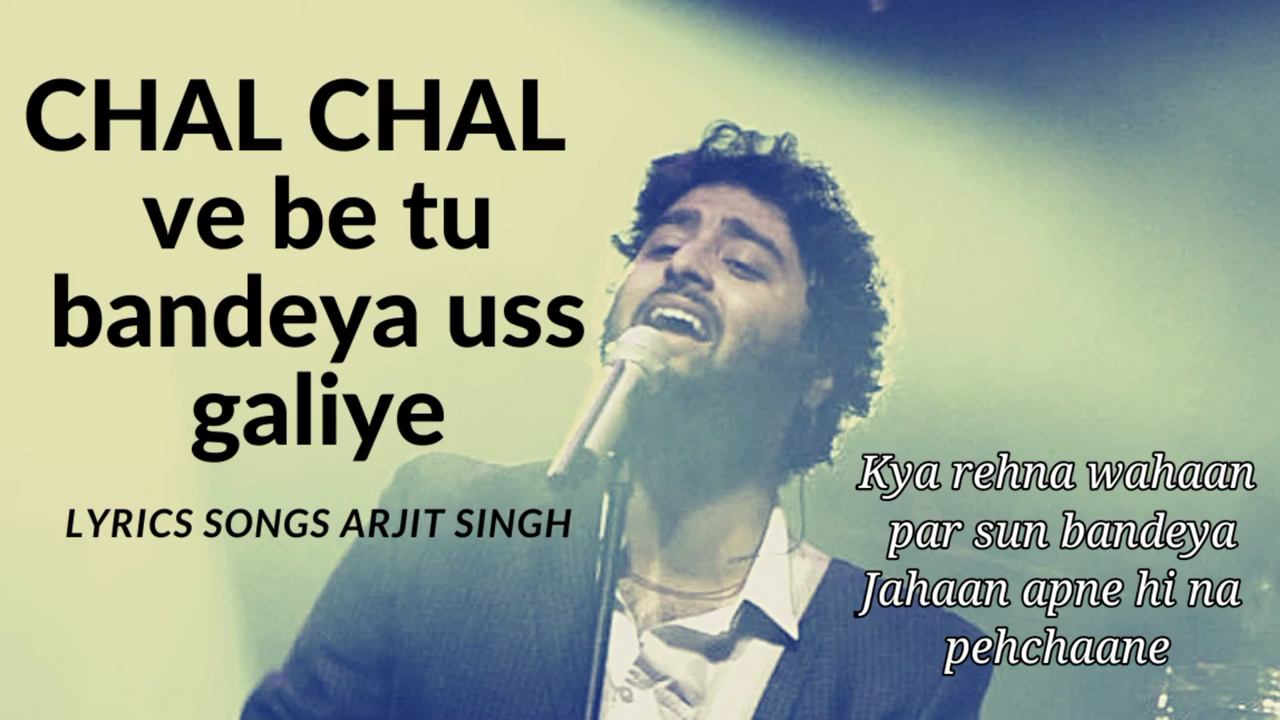 CHAL CHAL
ve be tu
bandeya uss
galiye
LYRICS SONGS ARJIT SINGH
Kya rehna wahaan
par sun bandeya
Jahaan apne hi na
pehchaane